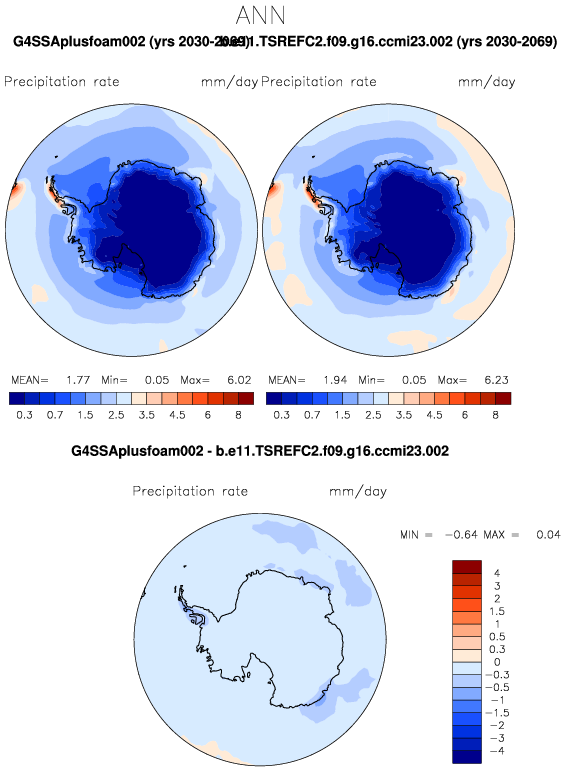 ANN
G4SSAplusfoam002 (yrs 2030-2069) b.e11.TSREFC2.f09.g16.ccmi23.002 (yrs 2030-2069)
Precipitation rate mm/day Precipitation rate mm/day
MEAN= 1.77 Min= 0.05 Max= 6.02 MEAN= 1.94 Min= 0.05 Max= 6.23
0.3 0.7 1.5 2.5 3.5 4.5 6 8 0.3 0.7 1.5 2.5 3.5 4.5 6 8
G4SSAplusfoam002 - b.e11.TSREFC2.f09.g16.ccmi23.002
Precipitation rate mm/day
MIN = -0.64 MAX = 0.04
4
3
2
1.5
1
0.5
0.3
0
-0.3
-0.5
-1
-1.5
-2
-3
-4